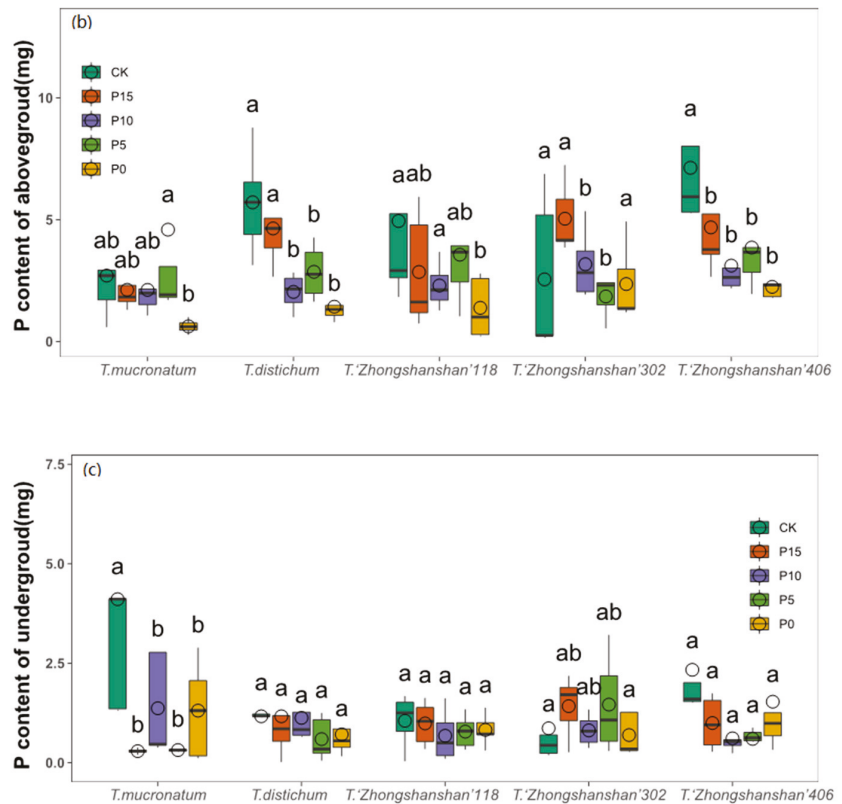 (b)
P content of abovegroud(mg)
10
5
0
CK
P15
P10
P5
P0
ab ab ab a b
a a b b b
a ab a ab b
a a b b a
a b b b b
T.mucronatum T.distichum T.'Zhongshanshan'118 T.'Zhongshanshan'302 T.'Zhongshanshan'406
(c)
P content of undergroud(mg)
7.5
5.0
2.5
0.0
CK
P15
P10
P5
P0
a b b b b
a a a a a
a a a a a
a ab ab ab a
a a a a a
T.mucronatum T.distichum T.'Zhongshanshan'118 T.'Zhongshanshan'302 T.'Zhongshanshan'406